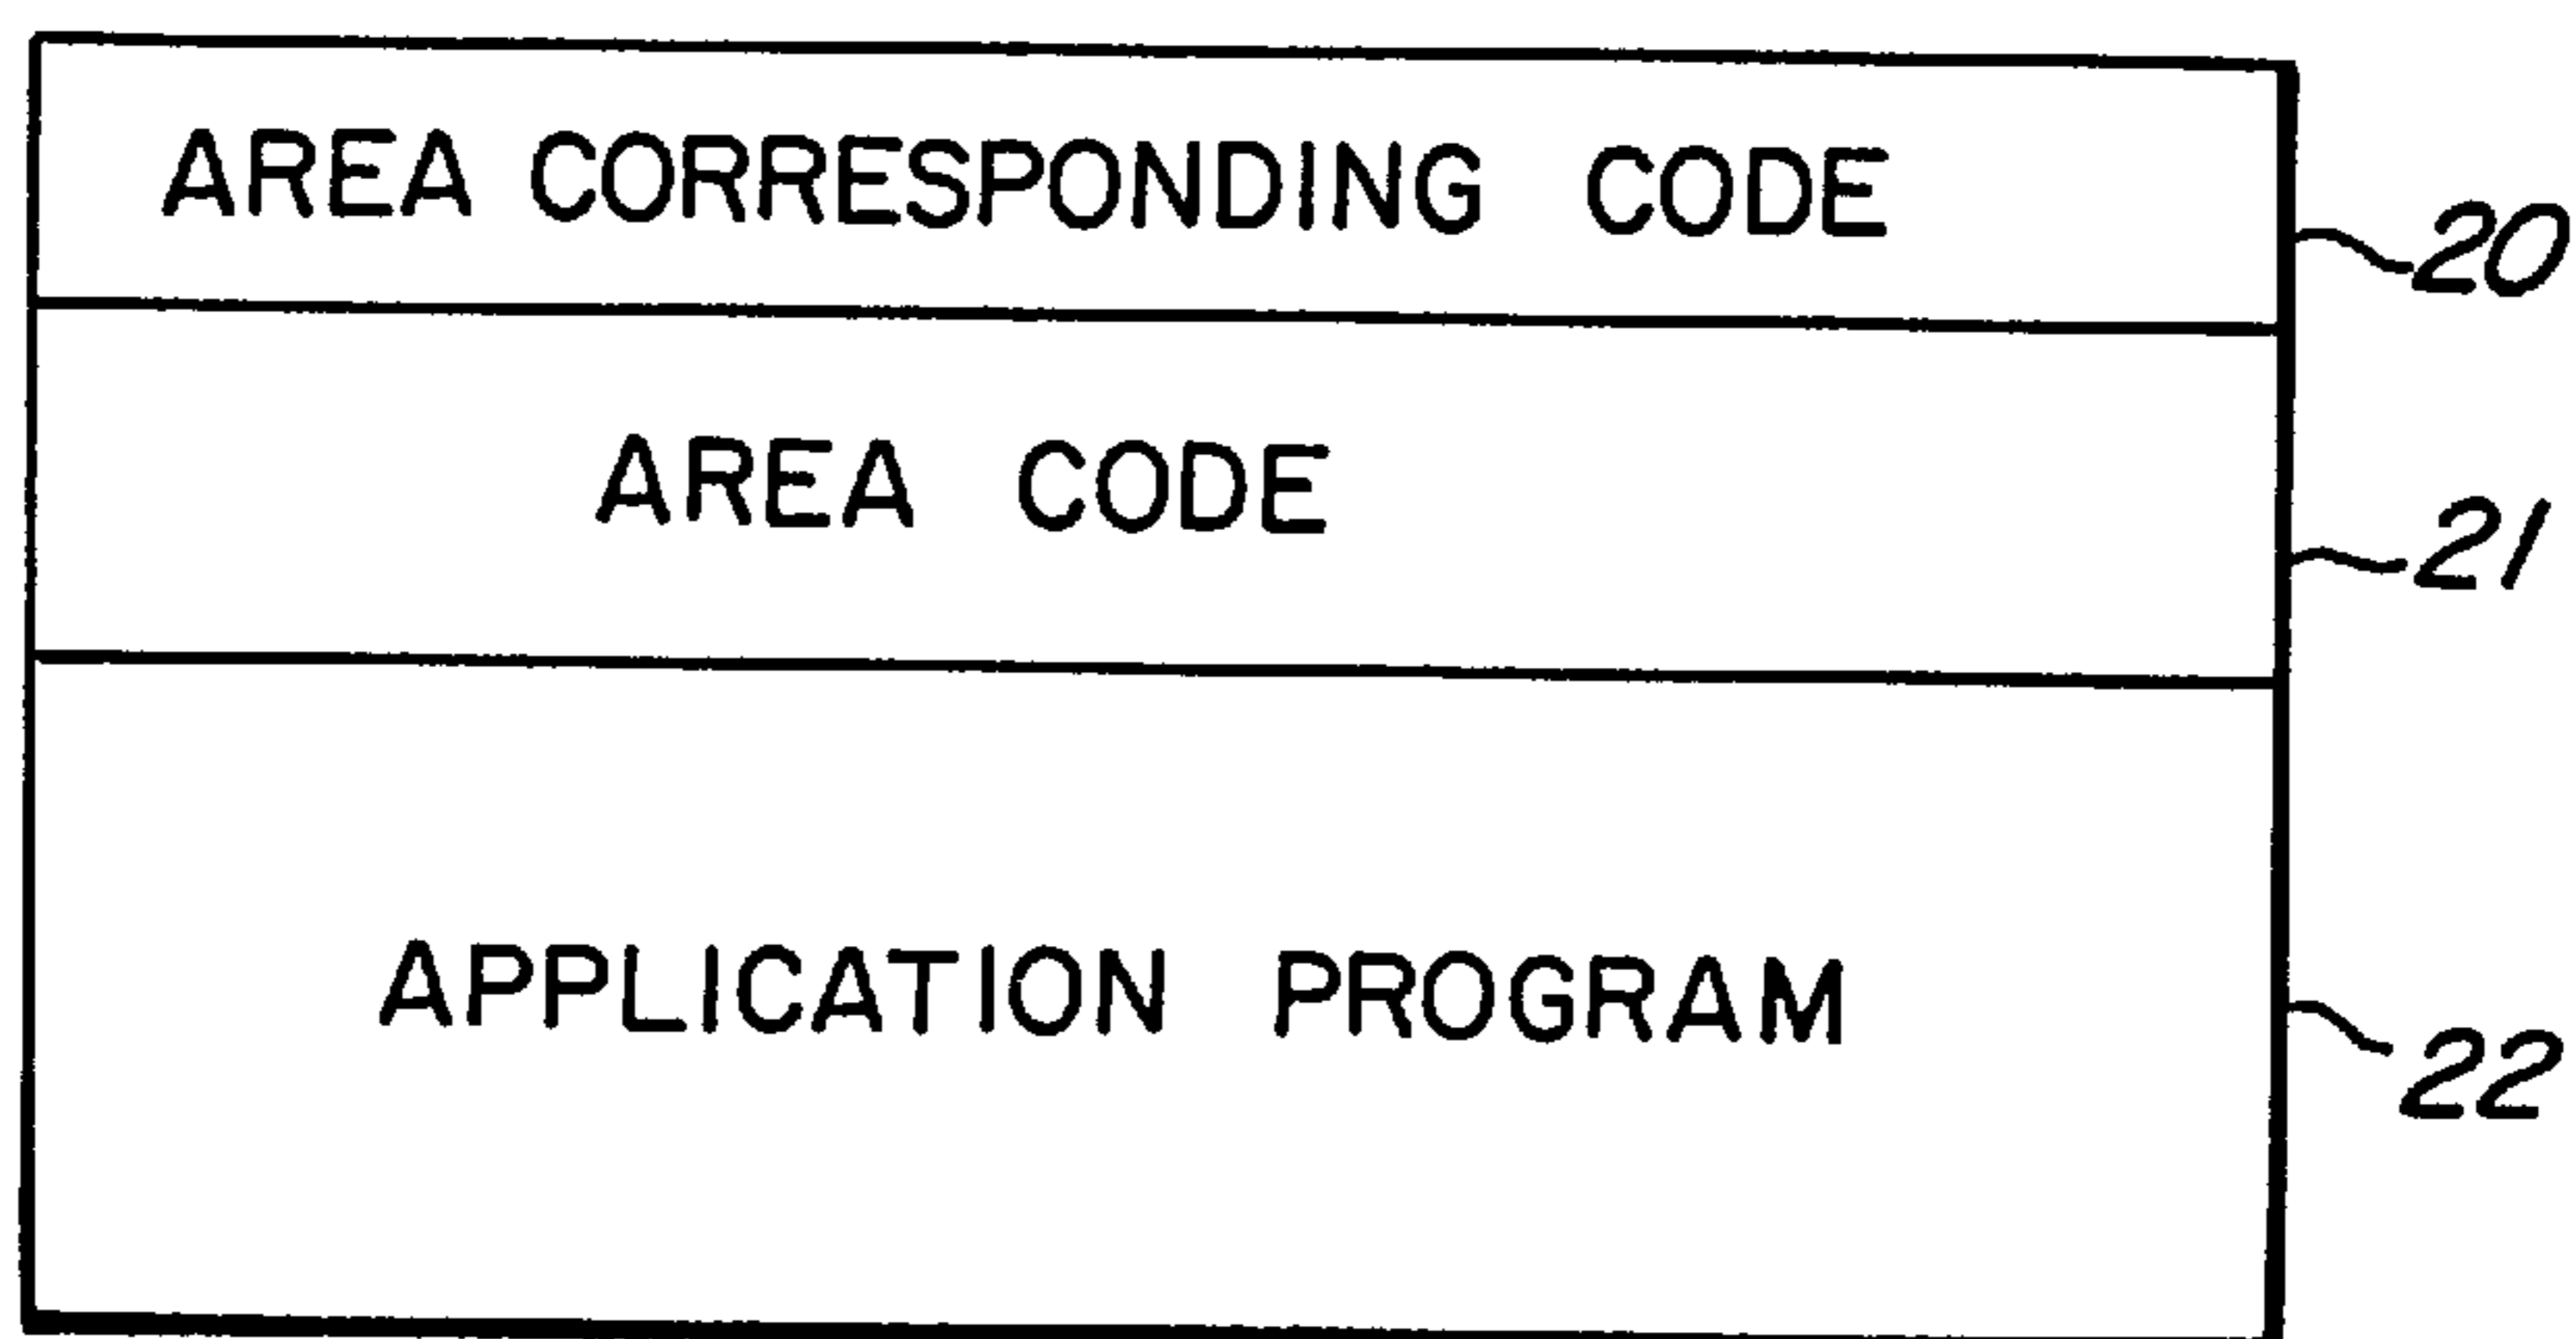 AREA CORRESPONDING CODE
20
AREA CODE
21
APPLICATION PROGRAM
22